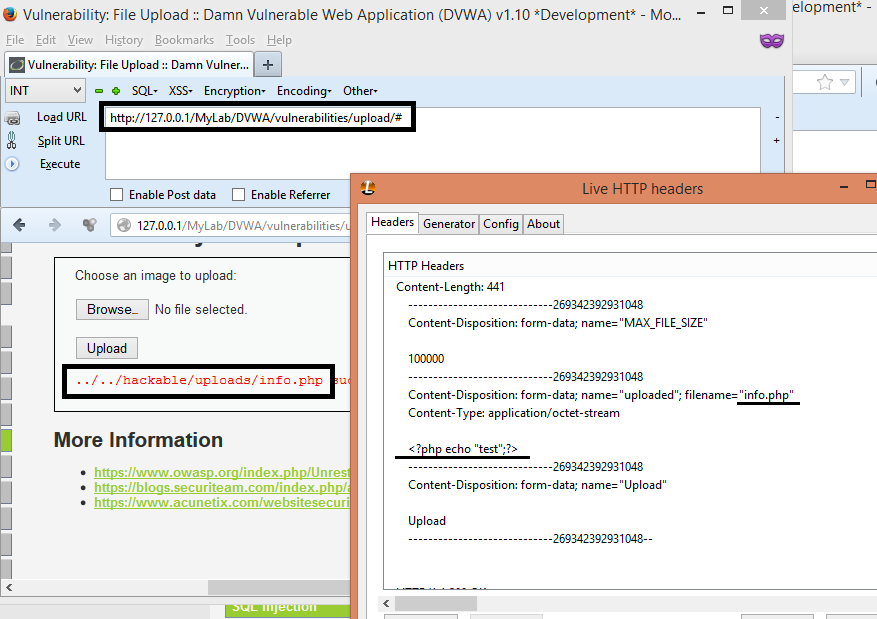 Vulnerability: File Upload :: Damn Vulnerable Web Application (DVWA) v1.10 *Development* - Mo...
elopment* -
File Edit View History Bookmarks Tools Help
Vulnerability: File Upload :: Damn Vulner...
INT SQL- XSS- Encryption- Encoding- Other-
Load URL http://127.0.0.1/MyLab/DVWA/vulnerabilities/upload/#
Split URL
Execute
Enable Post data Enable Referrer
127.0.0.1/MyLab/DVWA/vulnerabilities/u
Choose an image to upload:
Browse... No file selected.
Upload
../../hackable/uploads/info.php suc
More Information
https://www.owasp.org/index.php/Unrest
https://blogs.securiteam.com/index.php/a
https://www.acunetix.com/websitesecuri
SQL Injection
Live HTTP headers
Headers Generator Config About
HTTP Headers
Content-Length: 441
-----------------------------269342392931048
Content-Disposition: form-data; name="MAX_FILE_SIZE"
100000
-----------------------------269342392931048
Content-Disposition: form-data; name="uploaded"; filename="info.php"
Content-Type: application/octet-stream
<?php echo "test";?>
-----------------------------269342392931048
Content-Disposition: form-data; name="Upload"
Upload
-----------------------------269342392931048--